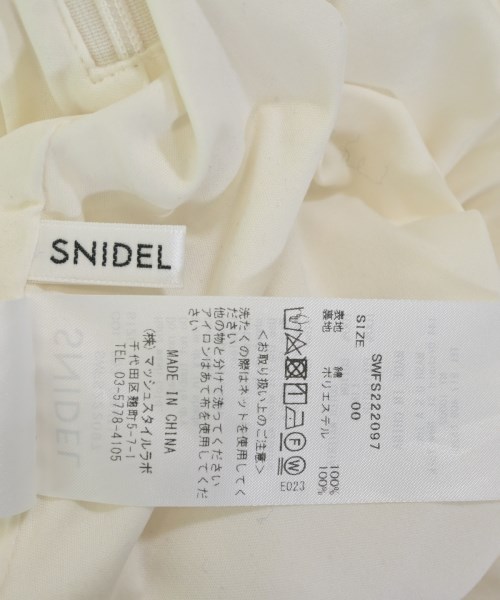 SNIDEL
SWFS222097
SIZE 00
表地 綿 100%
裏地 ポリエステル 100%
E023
<お取り扱い上のご注意>
洗たくの際はネットを使用してく
ださい
他の物と分けて洗ってください
アイロンはあて布を使用してくだ
さい
MADE IN CHINA
(株)マッシュスタイルラボ
千代田区麹町5-7-1
TEL 03-5778-4105
SNIDEL